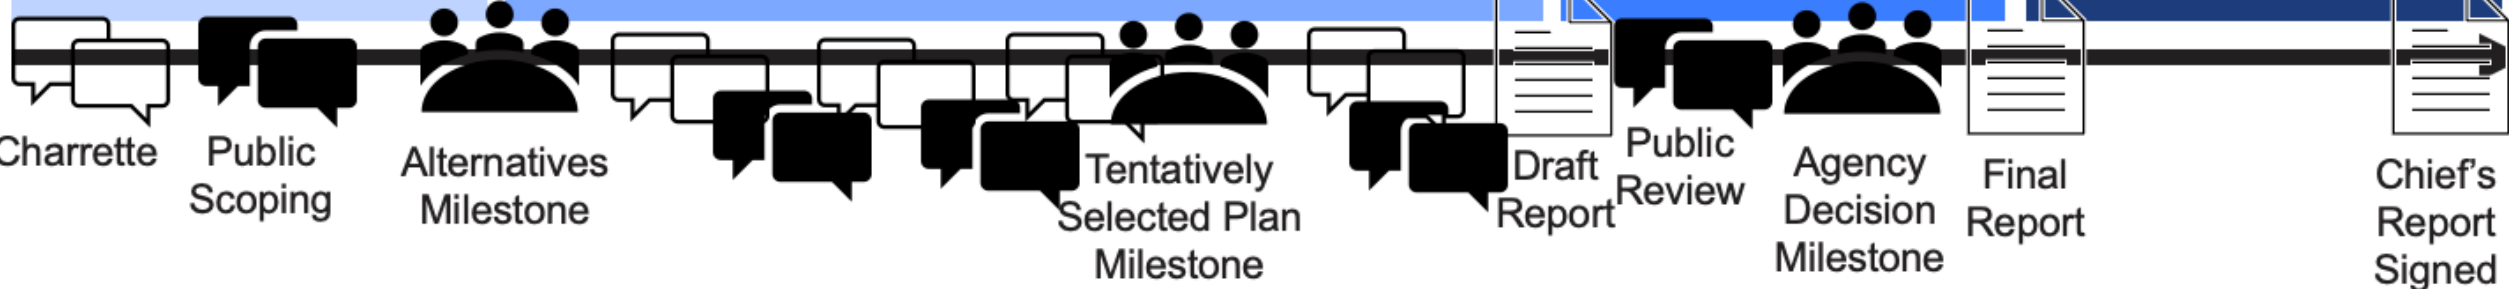 Charrette
Public
Scoping
Alternatives
Milestone
Tentatively
Selected Plan
Milestone
Draft
Report
Public
Review
Agency
Decision
Milestone
Final
Report
Chief's
Report
Signed